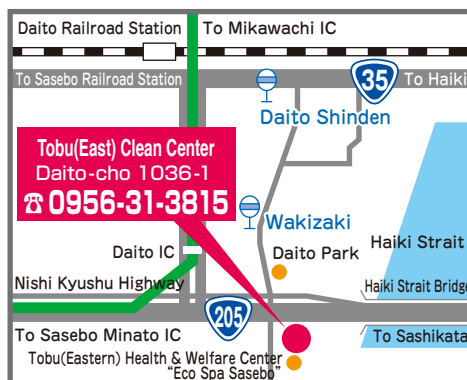 Daito Railroad Station
To Mikawachi IC
To Sasebo Railroad Station
35
To Haiki
Daito Shinden
Tobu(East) Clean Center
Daito-cho 1036-1
☎ 0956-31-3815
Wakizaki
Daito IC
Daito Park
Haiki Strait
Nishi Kyushu Highway
Haiki Strait Bridge
205
To Sasebo Minato IC
To Sashikata
Tobu(Eastern) Health & Welfare Center
“Eco Spa Sasebo”